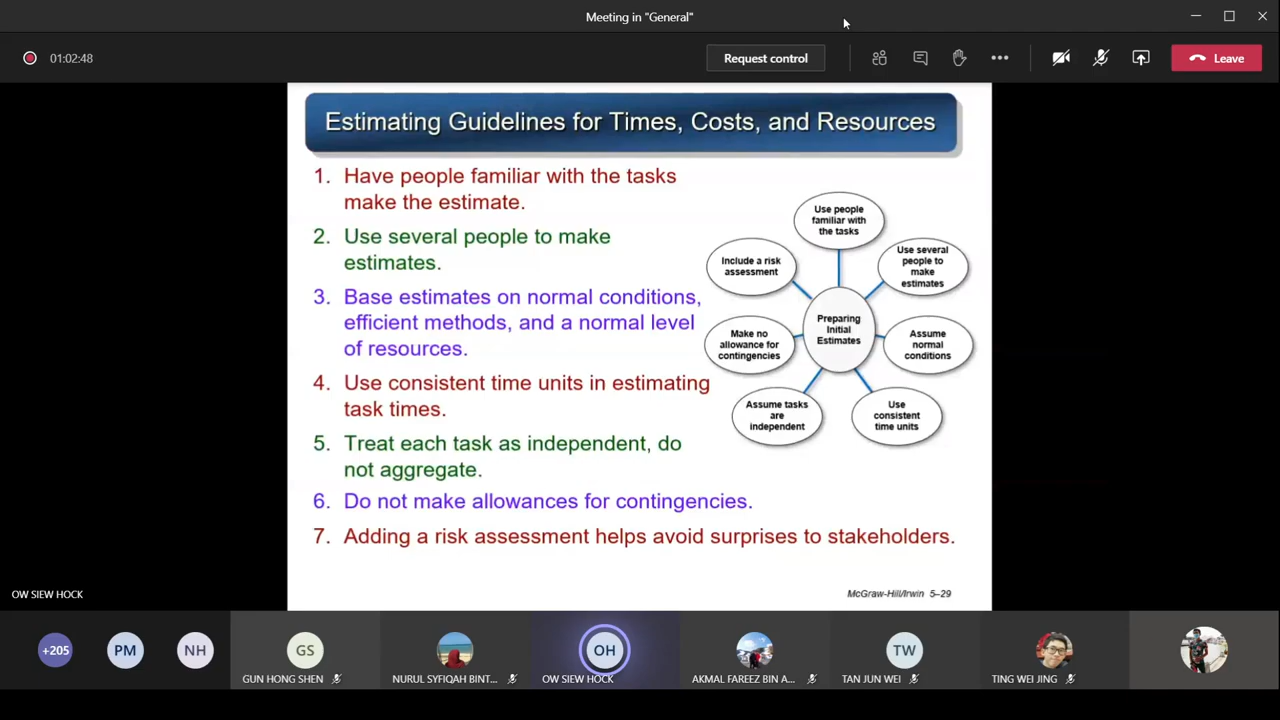 Meeting in "General"
01:02:48
Request control
Leave
Estimating Guidelines for Times, Costs, and Resources
1. Have people familiar with the tasks
make the estimate.
2. Use several people to make
estimates.
3. Base estimates on normal conditions,
efficient methods, and a normal level
of resources.
4. Use consistent time units in estimating
task times.
5. Treat each task as independent, do
not aggregate.
6. Do not make allowances for contingencies.
7. Adding a risk assessment helps avoid surprises to stakeholders.
Use people
familiar with
the tasks
Use several
people to
make
estimates
Assume
normal
conditions
Use
consistent
time units
Assume tasks
are
independent
Make no
allowance for
contingencies
Include a risk
assessment
Preparing
Initial
Estimates
McGraw-Hill/Irwin 5–29
OW SIEW HOCK
+205
PM
NH
GS
GUN HONG SHEN
NURUL SYFIQAH BINT...
OH
OW SIEW HOCK
AKMAL FAREEZ BIN A...
TW
TAN JUN WEI
TING WEI JING